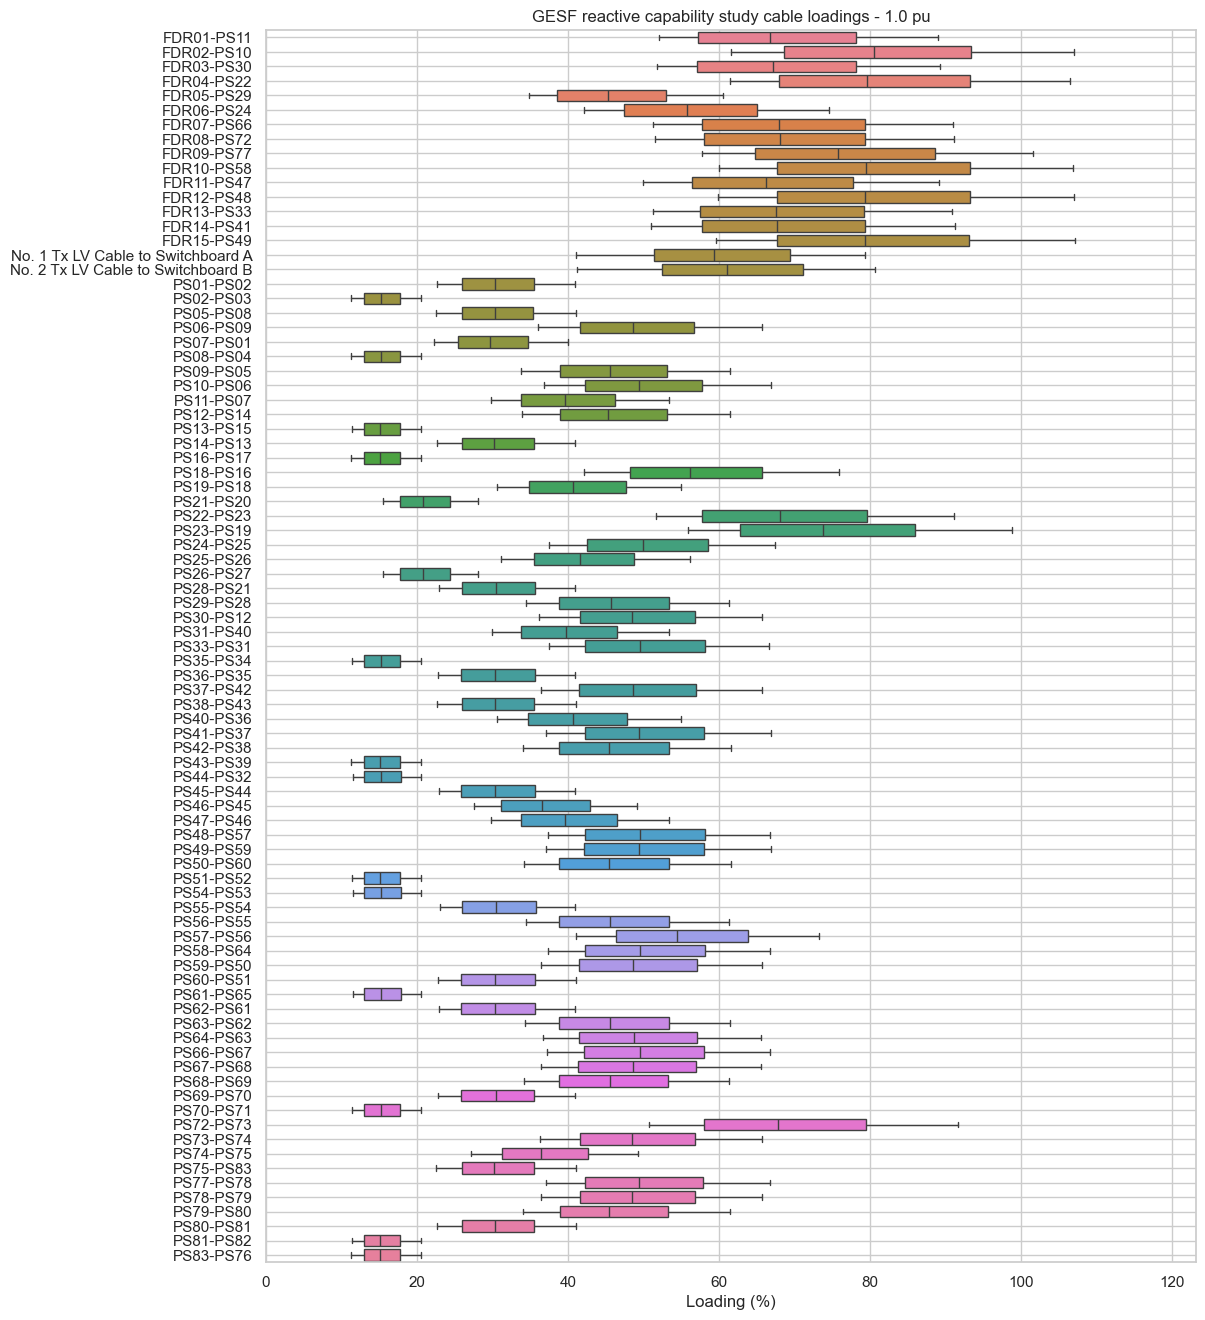 GESF reactive capability study cable loadings - 1.0 pu
FDR01-PS11
FDR02-PS10
FDR03-PS30
FDR04-PS22
FDR05-PS29
FDR06-PS24
FDR07-PS66
FDR08-PS72
FDR09-PS77
FDR10-PS58
FDR11-PS47
FDR12-PS48
FDR13-PS33
FDR14-PS41
FDR15-PS49
No. 1 Tx LV Cable to Switchboard A
No. 2 Tx LV Cable to Switchboard B
PS01-PS02
PS02-PS03
PS05-PS08
PS06-PS09
PS07-PS01
PS08-PS04
PS09-PS05
PS10-PS06
PS11-PS07
PS12-PS14
PS13-PS15
PS14-PS13
PS16-PS17
PS18-PS16
PS19-PS18
PS21-PS20
PS22-PS23
PS23-PS19
PS24-PS25
PS25-PS26
PS26-PS27
PS28-PS21
PS29-PS28
PS30-PS12
PS31-PS40
PS33-PS31
PS35-PS34
PS36-PS35
PS37-PS42
PS38-PS43
PS40-PS36
PS41-PS37
PS42-PS38
PS43-PS39
PS44-PS32
PS45-PS44
PS46-PS45
PS47-PS46
PS48-PS57
PS49-PS59
PS50-PS60
PS51-PS52
PS54-PS53
PS55-PS54
PS56-PS55
PS57-PS56
PS58-PS64
PS59-PS50
PS60-PS51
PS61-PS65
PS62-PS61
PS63-PS62
PS64-PS63
PS66-PS67
PS67-PS68
PS68-PS69
PS69-PS70
PS70-PS71
PS72-PS73
PS73-PS74
PS74-PS75
PS75-PS83
PS77-PS78
PS78-PS79
PS79-PS80
PS80-PS81
PS81-PS82
PS83-PS76
0 20 40 60 80 100 120
Loading (%)